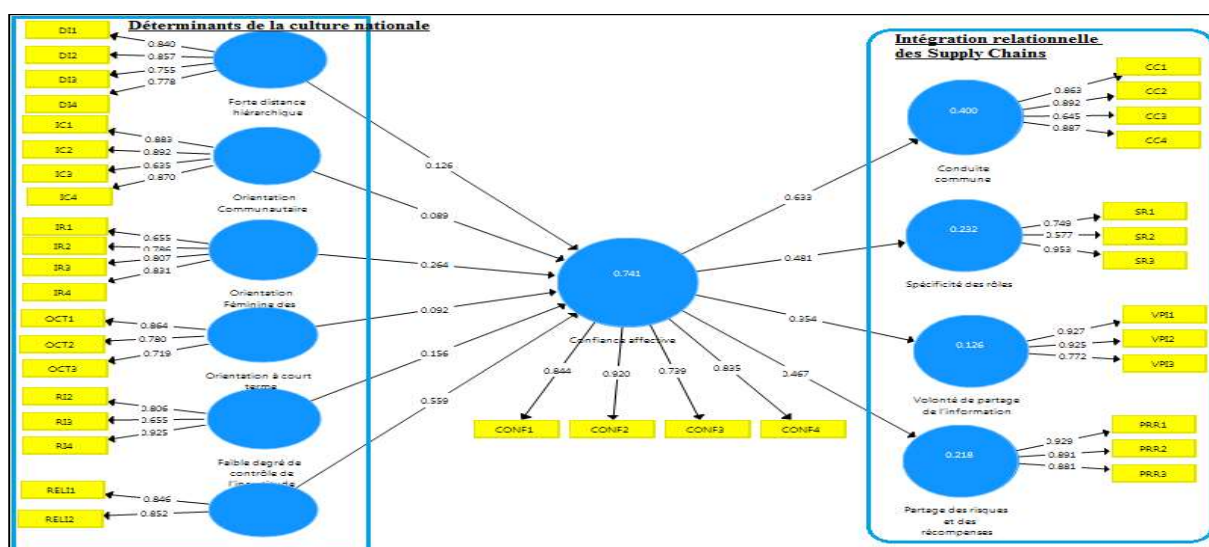 Déterminants de la culture nationale
DI1
DI2
DI3
DI4
0.840
0.857
0.755
0.778
Forte distance
hiérarchique
IC1
IC2
IC3
IC4
0.883
0.892
0.635
0.870
Orientation
Communautaire
IR1
IR2
IR3
IR4
0.655
0.786
0.807
0.831
Orientation
Féminine des
OCT1
OCT2
OCT3
0.864
0.780
0.719
Orientation à court
terme
RI2
RI3
RI4
0.806
0.655
0.925
Faible degré de
contrôle de
RELI1
RELI2
0.846
0.852
0.126
0.089
0.264
0.092
0.156
0.559
0.741
Confiance affective
0.844
0.920
0.739
0.835
CONF1
CONF2
CONF3
CONF4
0.633
0.481
0.354
0.467
Intégration relationnelle
des Supply Chains
0.400
Conduite
commune
0.863
0.892
0.645
0.887
CC1
CC2
CC3
CC4
0.232
Spécificité des rôles
0.749
0.577
0.953
SR1
SR2
SR3
0.126
Volonté de partage
de l'information
0.927
0.925
0.772
VPI1
VPI2
VPI3
0.218
Partage des risques
et des
récompenses
0.929
0.891
0.881
PRR1
PRR2
PRR3